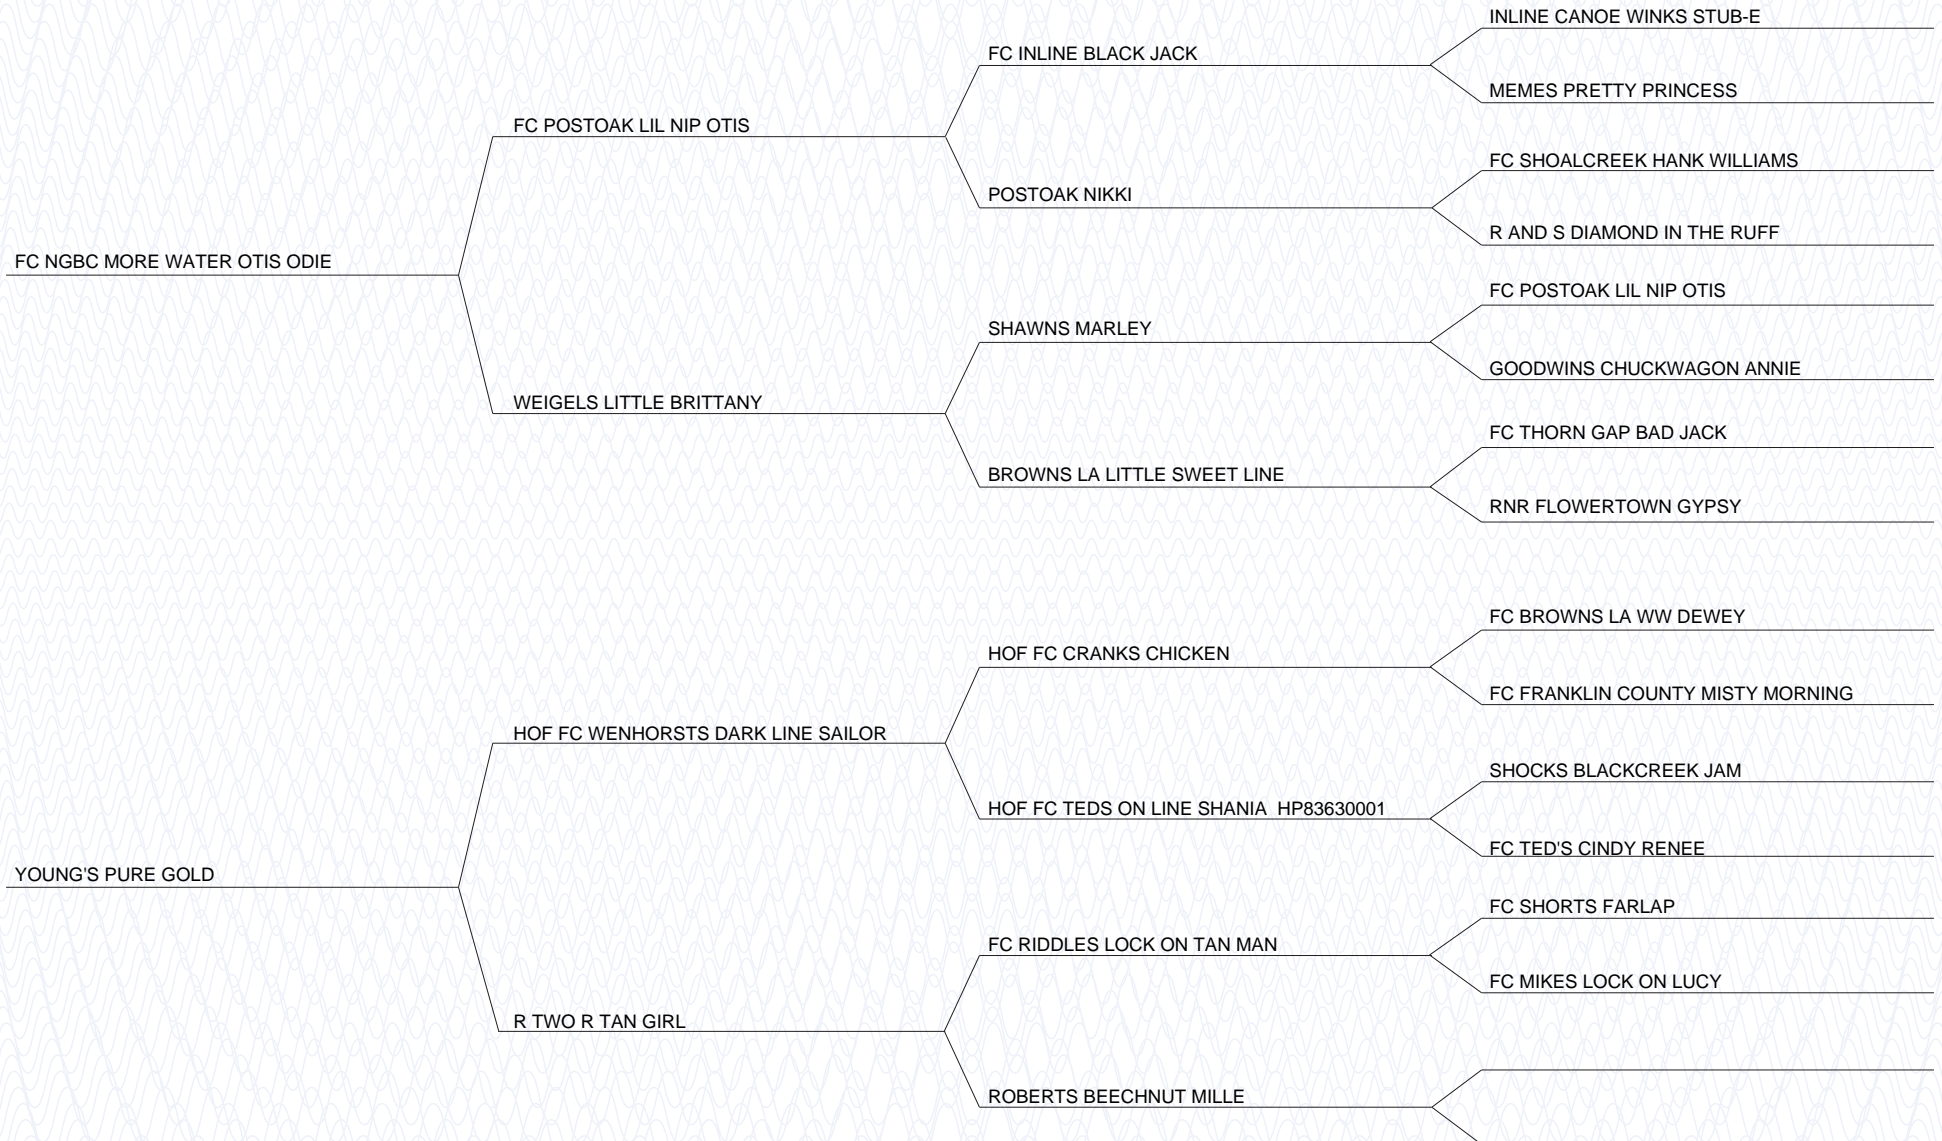 INLINE CANOE WINKS STUB-E
FC INLINE BLACK JACK
MEMES PRETTY PRINCESS
FC POSTOAK LIL NIP OTIS
FC SHOALCREEK HANK WILLIAMS
POSTOAK NIKKI
R AND S DIAMOND IN THE RUFF
FC NGBC MORE WATER OTIS ODIE
FC POSTOAK LIL NIP OTIS
SHAWNS MARLEY
GOODWINS CHUCKWAGON ANNIE
WEIGELS LITTLE BRITTANY
FC THORN GAP BAD JACK
BROWNS LA LITTLE SWEET LINE
RNR FLOWERTOWN GYPSY
FC BROWNS LA WW DEWEY
HOF FC CRANKS CHICKEN
FC FRANKLIN COUNTY MISTY MORNING
HOF FC WENHORSTS DARK LINE SAILOR
SHOCKS BLACKCREEK JAM
HOF FC TEDS ON LINE SHANIA  HP83630001
FC TED'S CINDY RENEE
YOUNG'S PURE GOLD
FC SHORTS FARLAP
FC RIDDLES LOCK ON TAN MAN
FC MIKES LOCK ON LUCY
R TWO R TAN GIRL
ROBERTS BEECHNUT MILLE